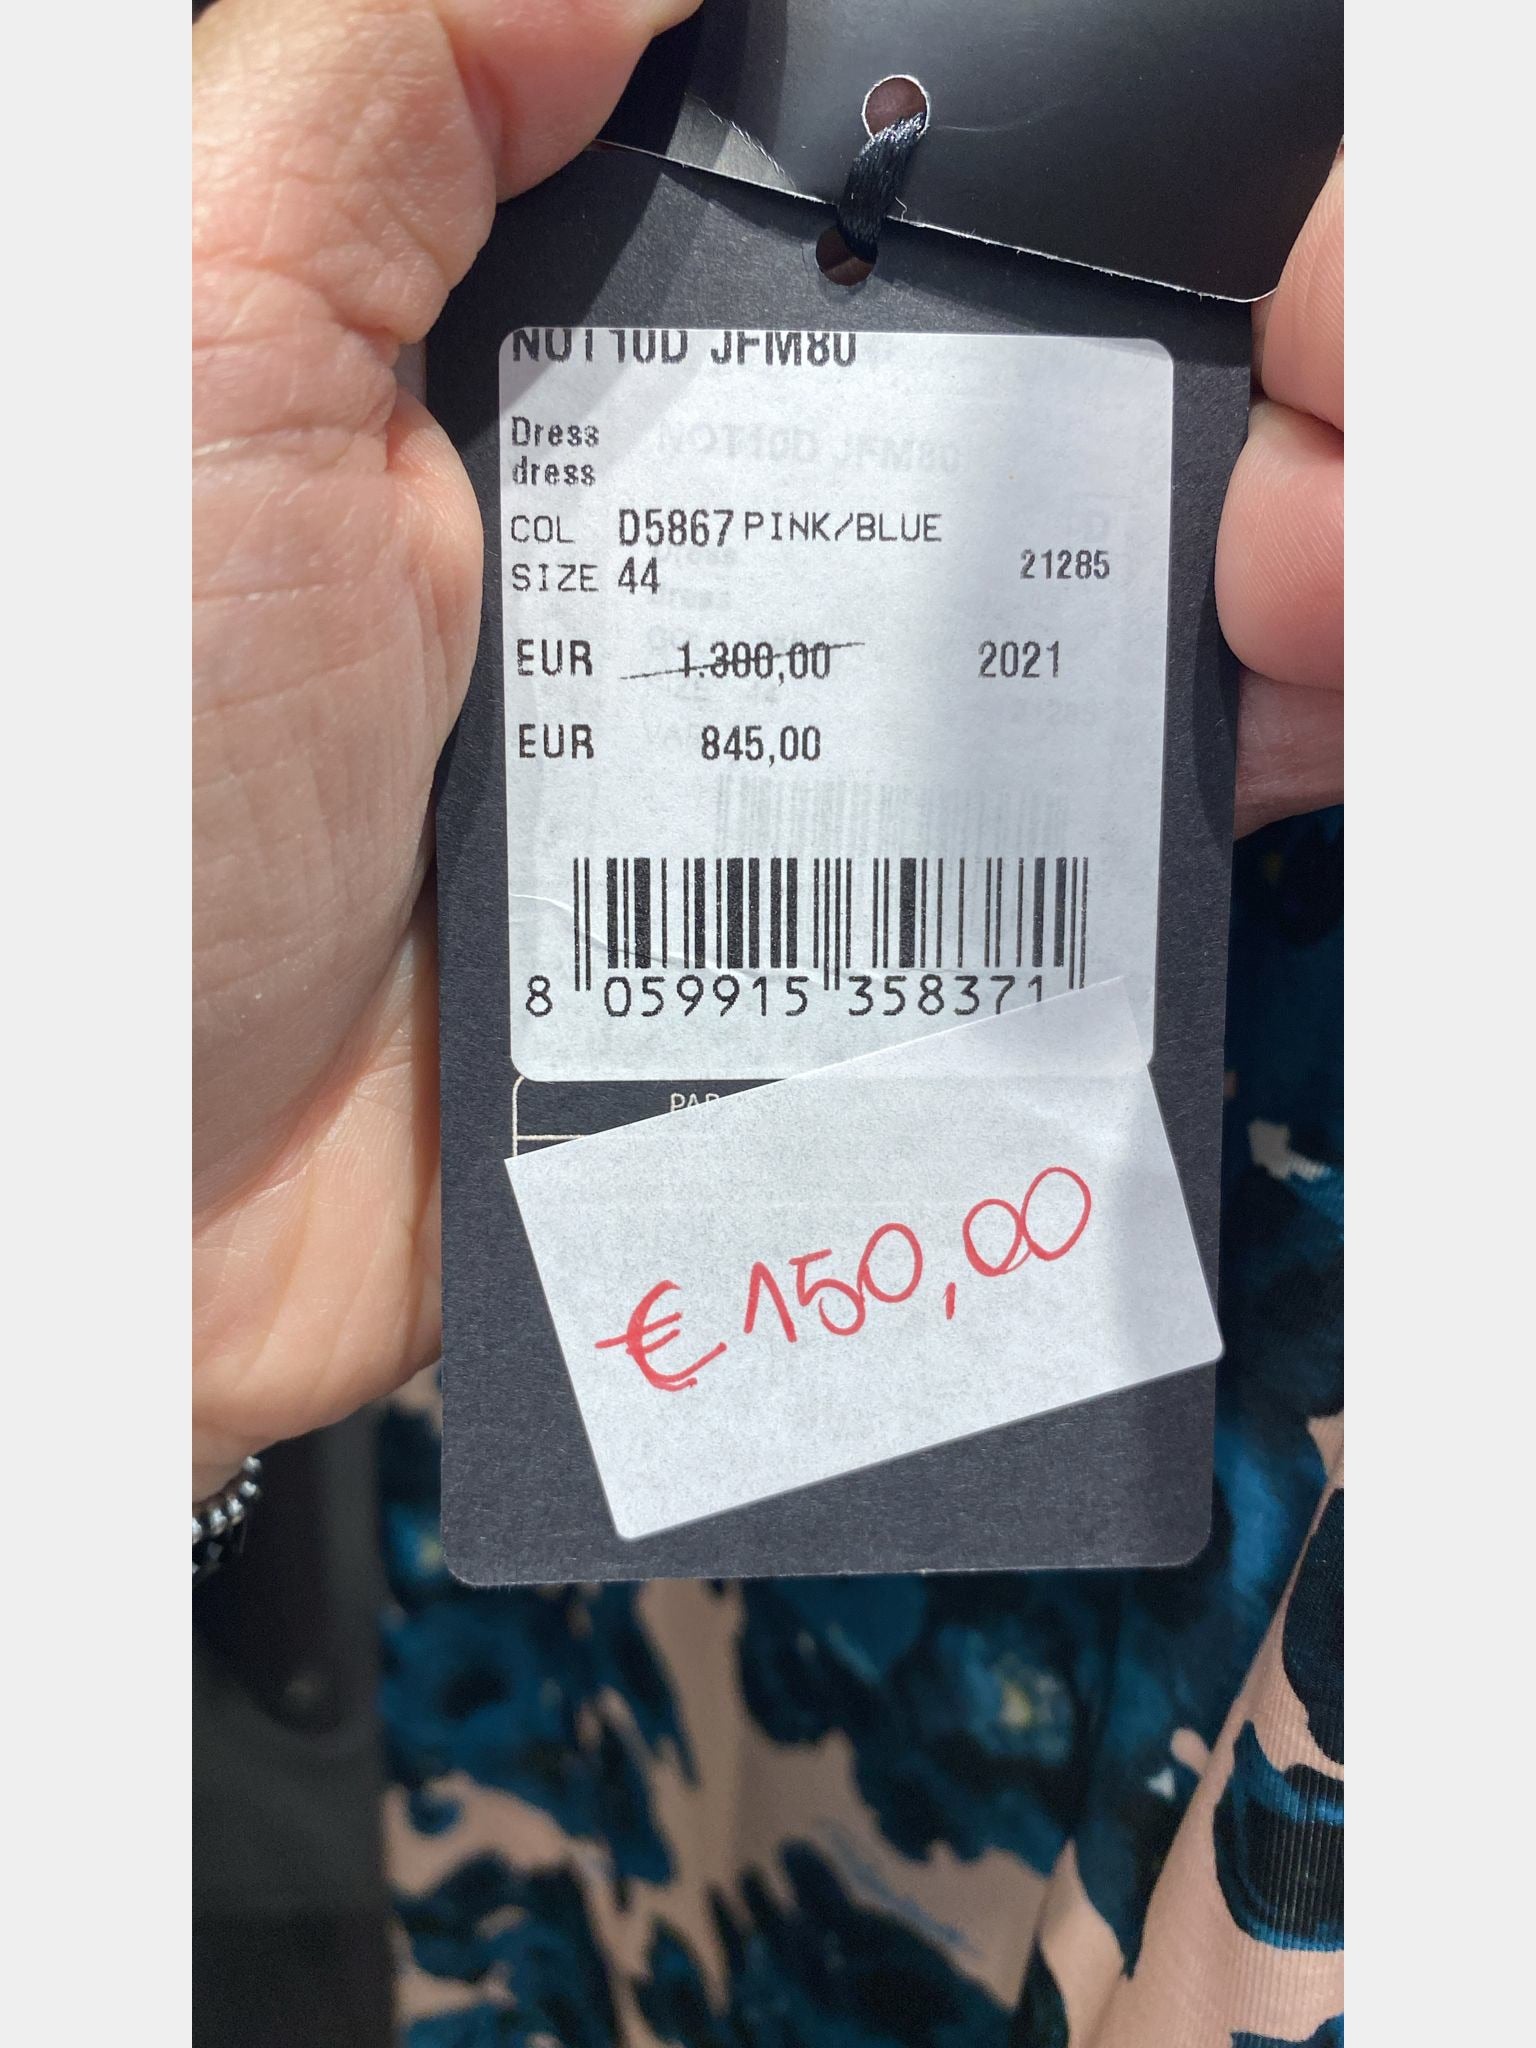 NOT10D JFM80
Dress
dress
COL D5867 PINK/BLUE
SIZE 44 21285
EUR 1.300,00 2021
EUR 845,00
8 059915 358371
€ 150,00